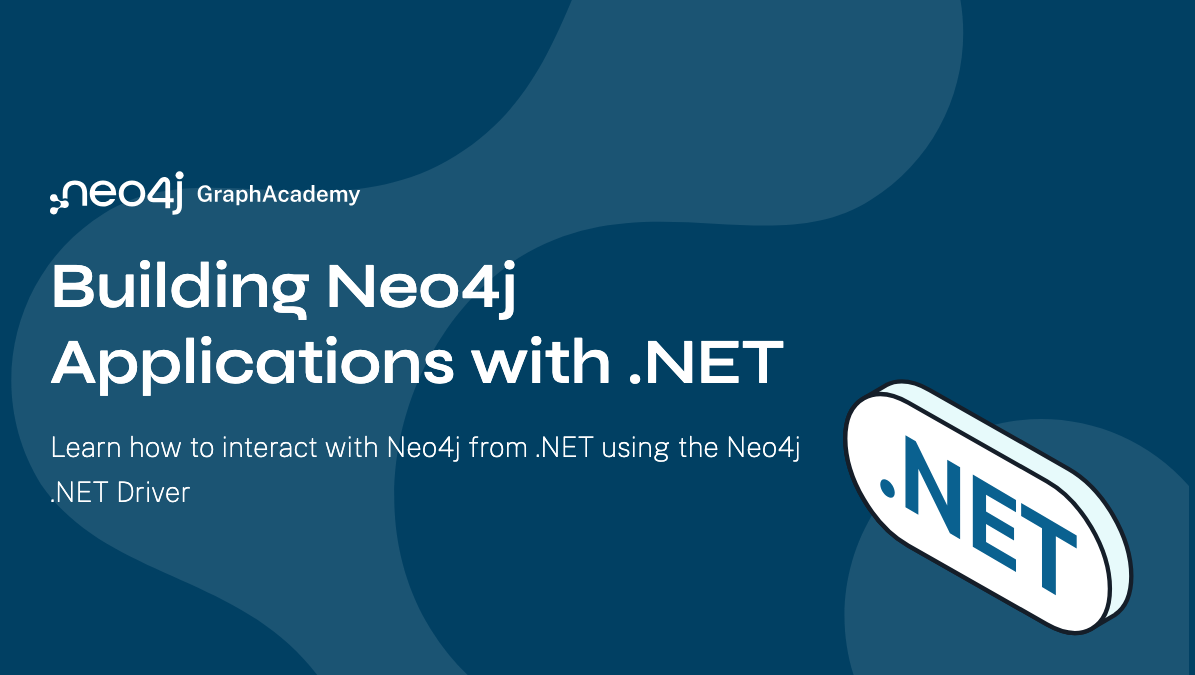 neo4j GraphAcademy
Building Neo4j
Applications with .NET
Learn how to interact with Neo4j from .NET using the Neo4j
.NET Driver
.NET